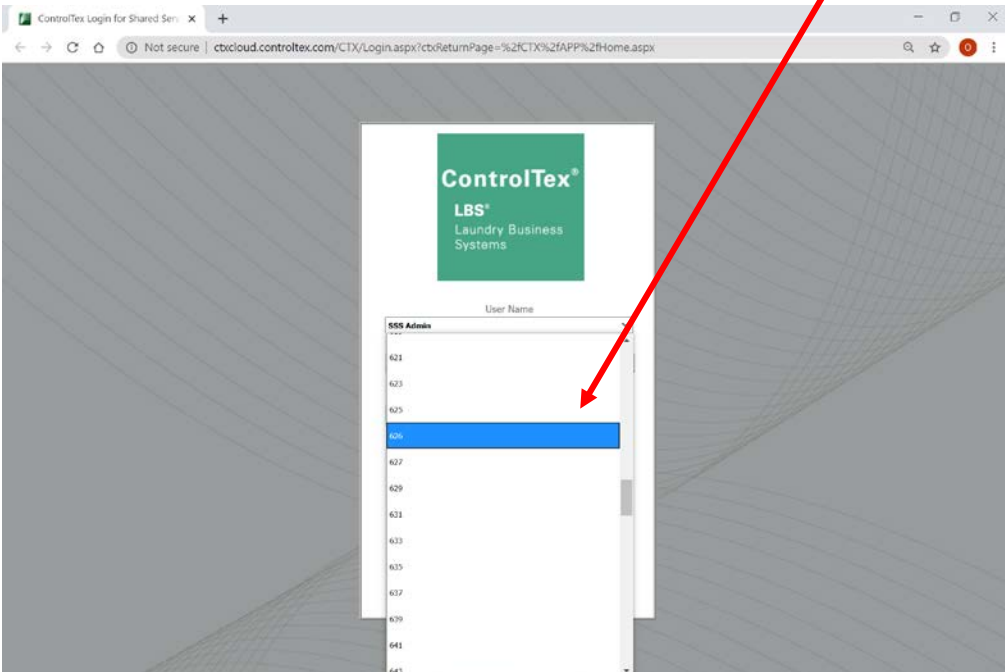 ControlTex Login for Shared Serv
Not secure | ctxcloud.controltex.com/CTX/Login.aspx?ctxReturnPage=%2fCTX%2fAPP%2fHome.aspx
O
ControlTex®
LBS®
Laundry Business
Systems
User Name
SSS Admin
621
623
625
626
627
629
631
633
635
637
639
641